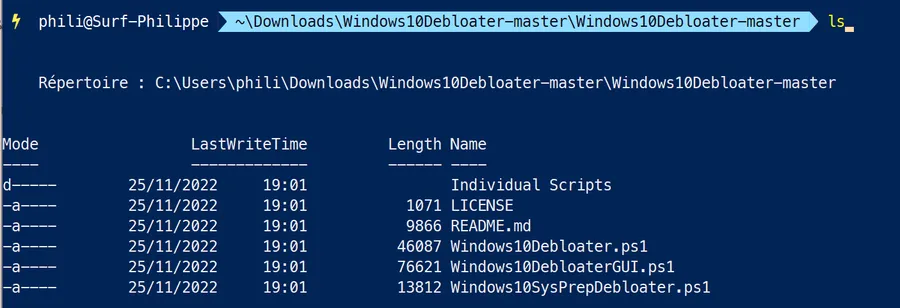 phili@Surf-Philippe ~\Downloads\Windows10Debloater-master\Windows10Debloater-master ls
Répertoire : C:\Users\phili\Downloads\Windows10Debloater-master\Windows10Debloater-master
Mode LastWriteTime Length Name
---- ------------- ------ ----
d----- 25/11/2022 19:01 Individual Scripts
-a---- 25/11/2022 19:01 1071 LICENSE
-a---- 25/11/2022 19:01 9866 README.md
-a---- 25/11/2022 19:01 46087 Windows10Debloater.ps1
-a---- 25/11/2022 19:01 76621 Windows10DebloaterGUI.ps1
-a---- 25/11/2022 19:01 13812 Windows10SysPrepDebloater.ps1